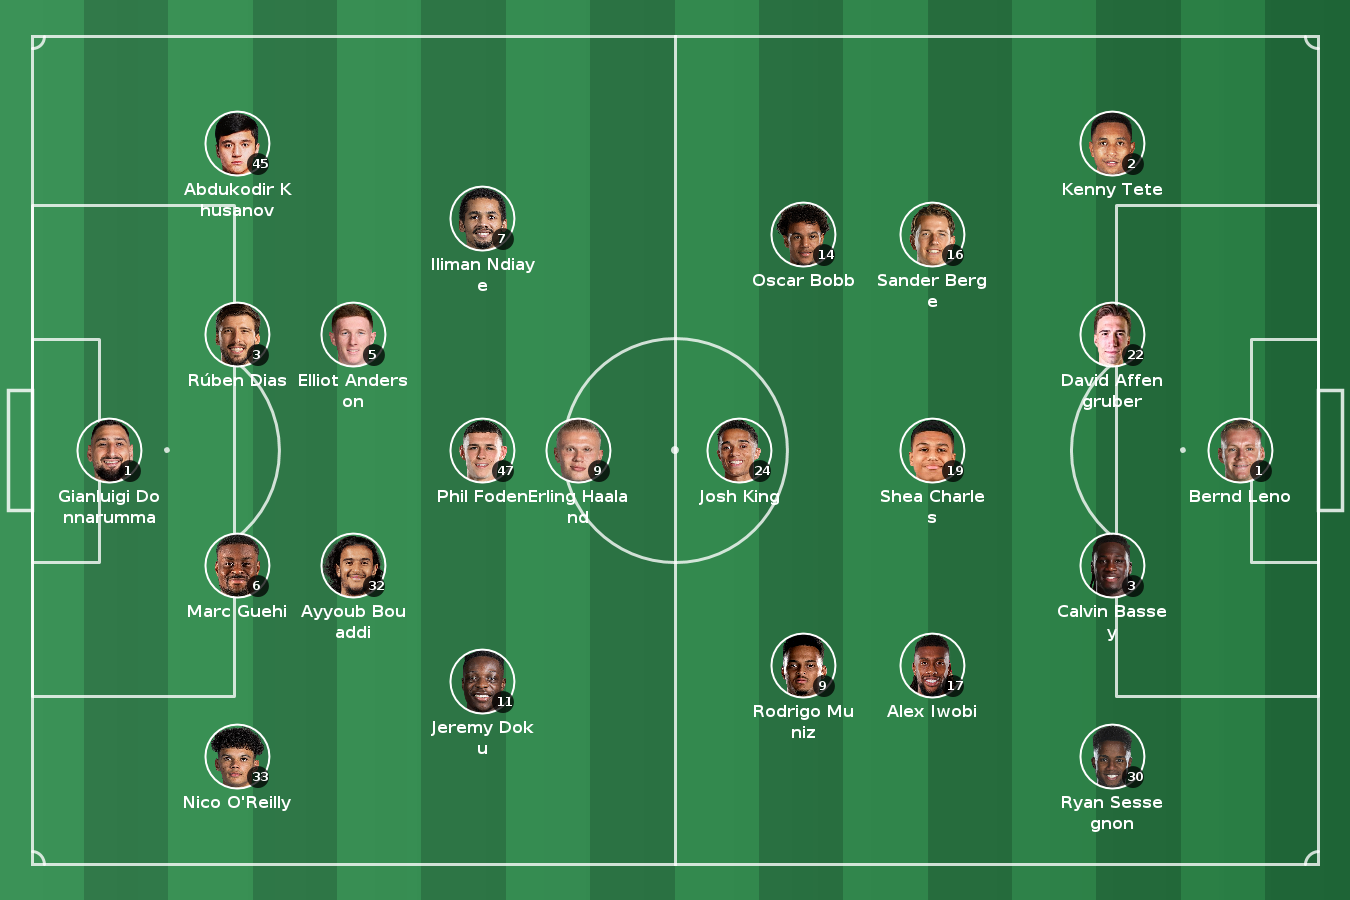 45
Abdukodir K
husanov
2
Kenny Tete
7
Iliman Ndiay
e
14
Oscar Bobb
16
Sander Berg
e
3
Rúben Dias
5
Elliot Anders
on
22
David Affen
gruber
1
Gianluigi Do
nnarumma
47
Phil Foden
9
Erling Haala
nd
24
Josh King
19
Shea Charle
s
1
Bernd Leno
6
Marc Guehi
32
Ayyoub Bou
addi
3
Calvin Basse
y
11
Jeremy Dok
u
9
Rodrigo Mu
niz
17
Alex Iwobi
33
Nico O'Reilly
30
Ryan Sesse
gnon